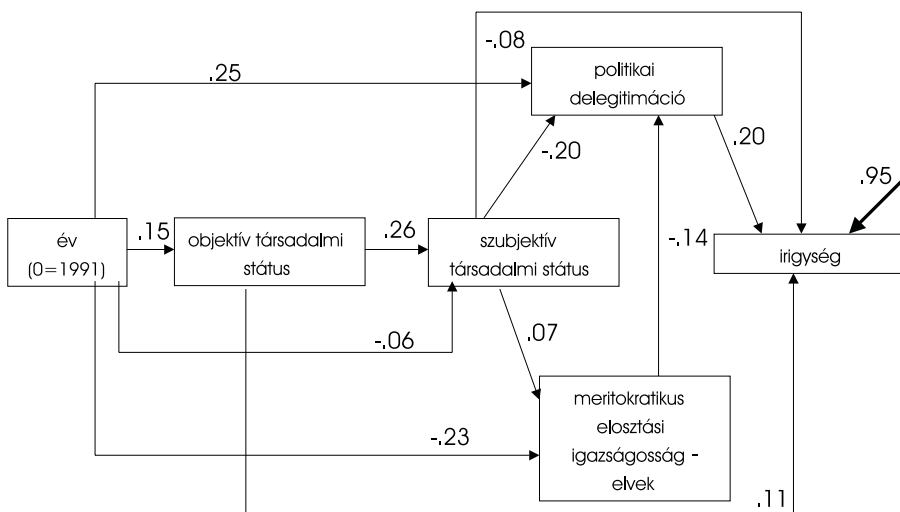 -.08
politikai
delegitimáció
.25
-.20
.20
.95
év
(0=1991)
.15
objektív társadalmi
státus
.26
szubjektív
társadalmi státus
-.14
irigység
-.06
.07
meritokratikus
elosztási
igazságosság -
elvek
-.23
.11